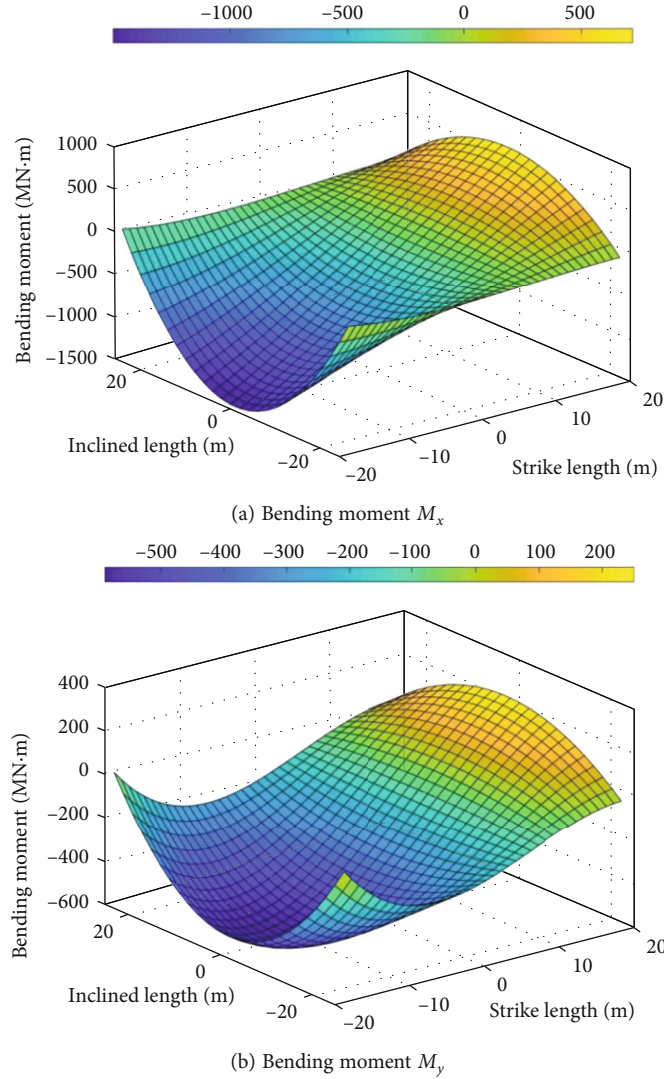 −1000 −500 0 500
1000
500
0
−500
−1000
−1500
Bending moment (MN·m)
20
0
−20
Inclined length (m)
−20
−10
0
10
20
Strike length (m)
(a) Bending moment Mx
−500 −400 −300 −200 −100 0 100 200
400
200
0
−200
−400
−600
Bending moment (MN·m)
20
0
−20
Inclined length (m)
−20
−10
0
10
20
Strike length (m)
(b) Bending moment My